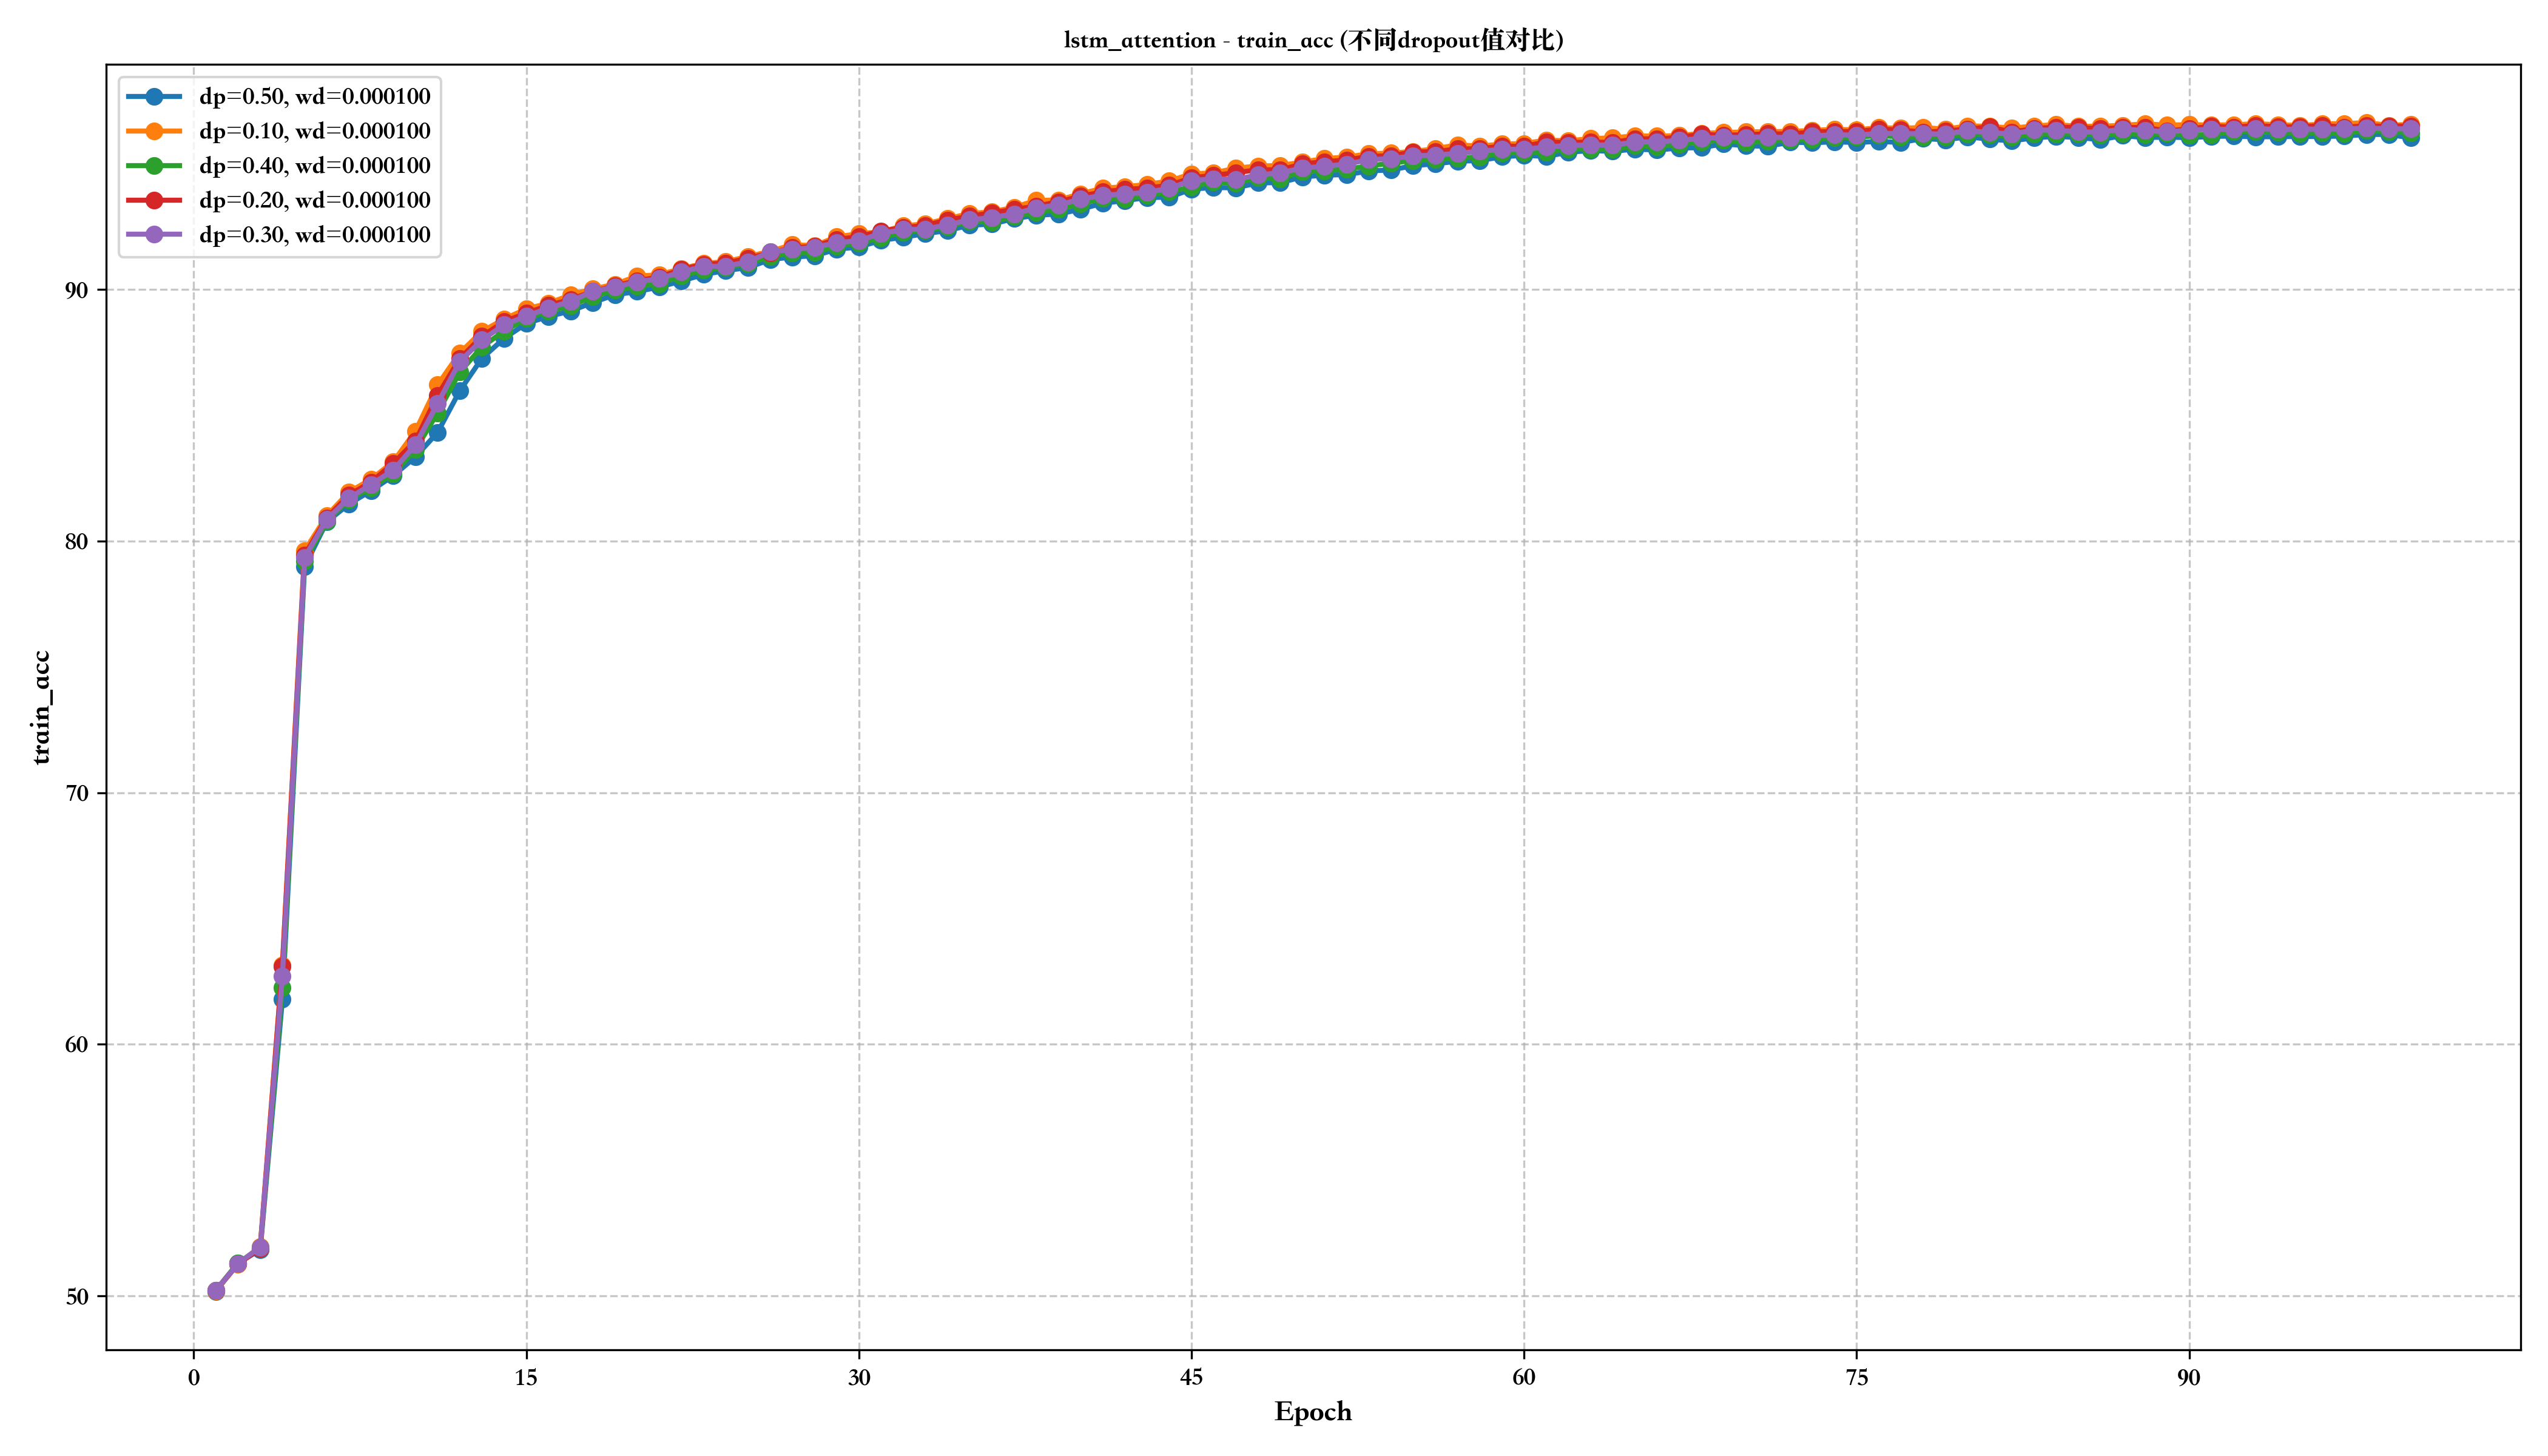 lstm_attention - train_acc (不同dropout值对比)
dp=0.50, wd=0.000100
dp=0.10, wd=0.000100
dp=0.40, wd=0.000100
dp=0.20, wd=0.000100
dp=0.30, wd=0.000100
90
80
70
60
50
train_acc
0 15 30 45 60 75 90
Epoch